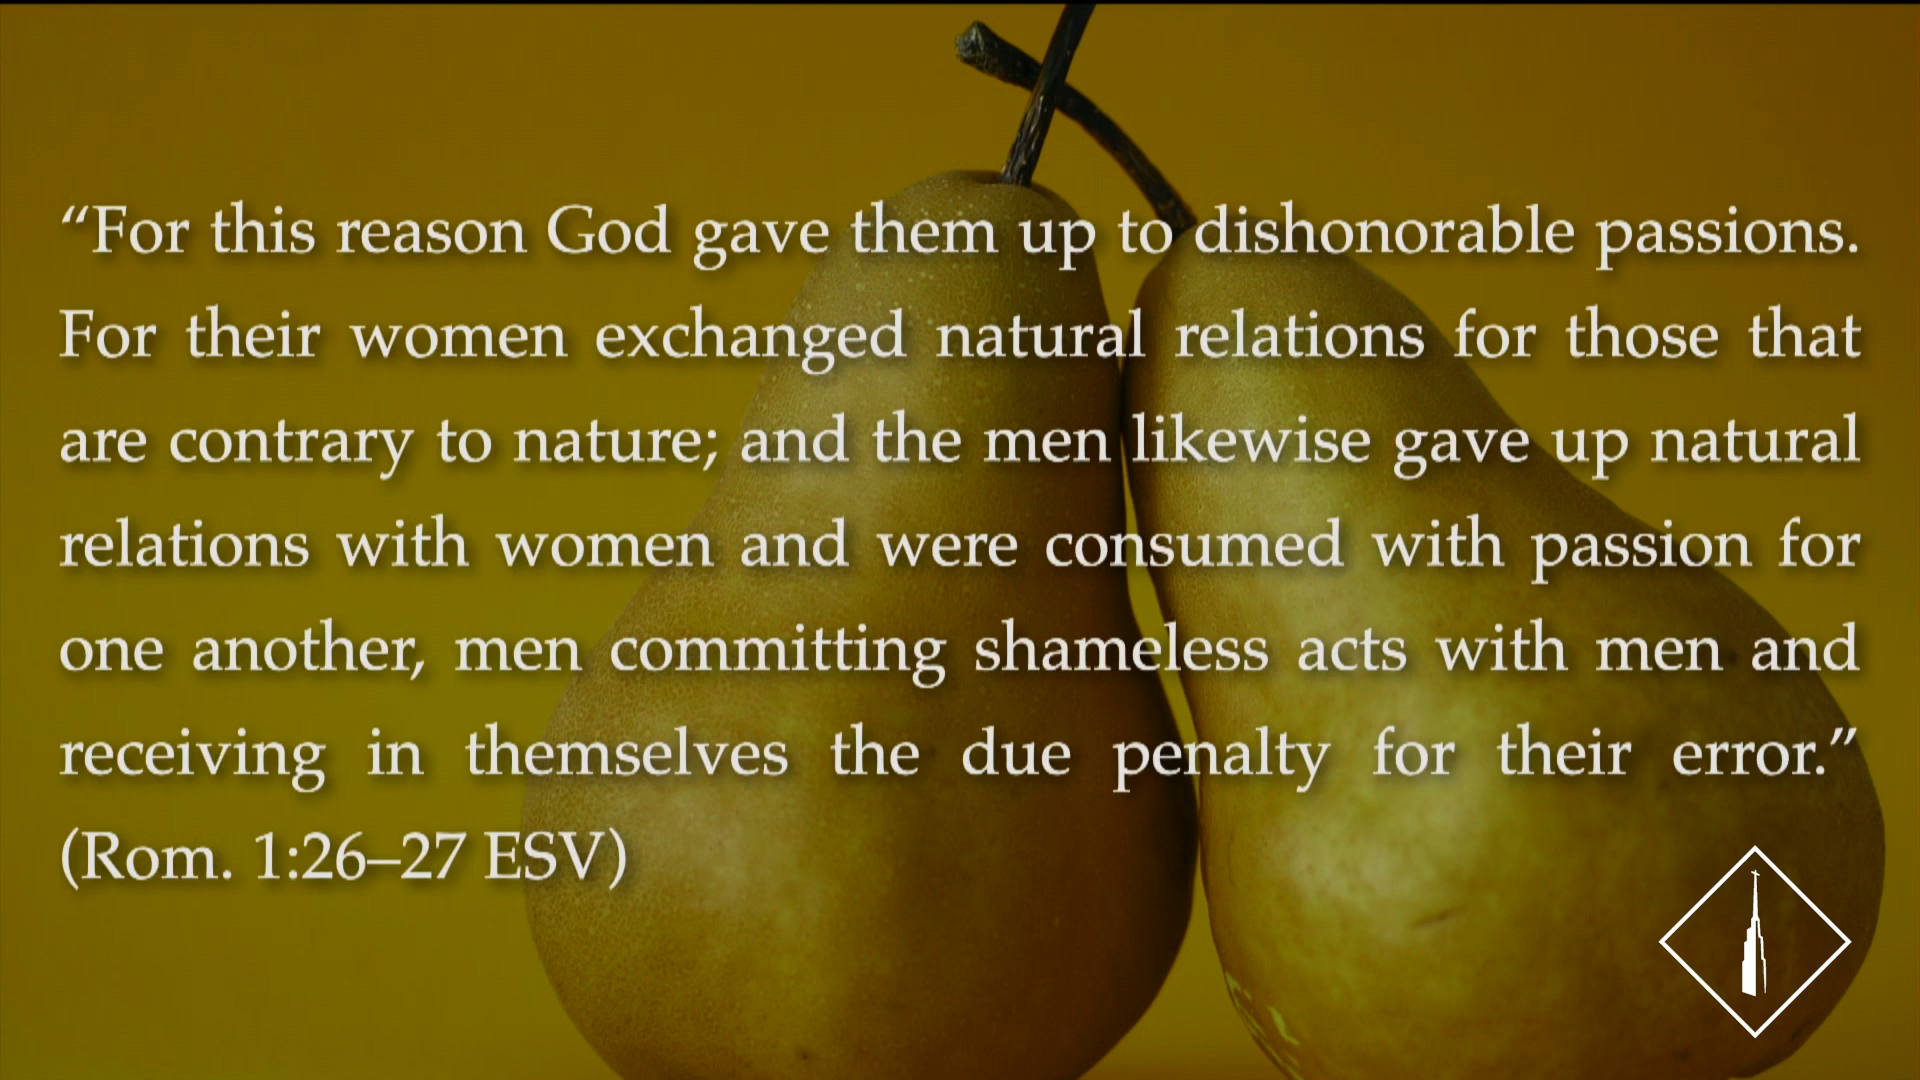 “For this reason God gave them up to dishonorable passions.
For their women exchanged natural relations for those that
are contrary to nature; and the men likewise gave up natural
relations with women and were consumed with passion for
one another, men committing shameless acts with men and
receiving in themselves the due penalty for their error.”
(Rom. 1:26–27 ESV)